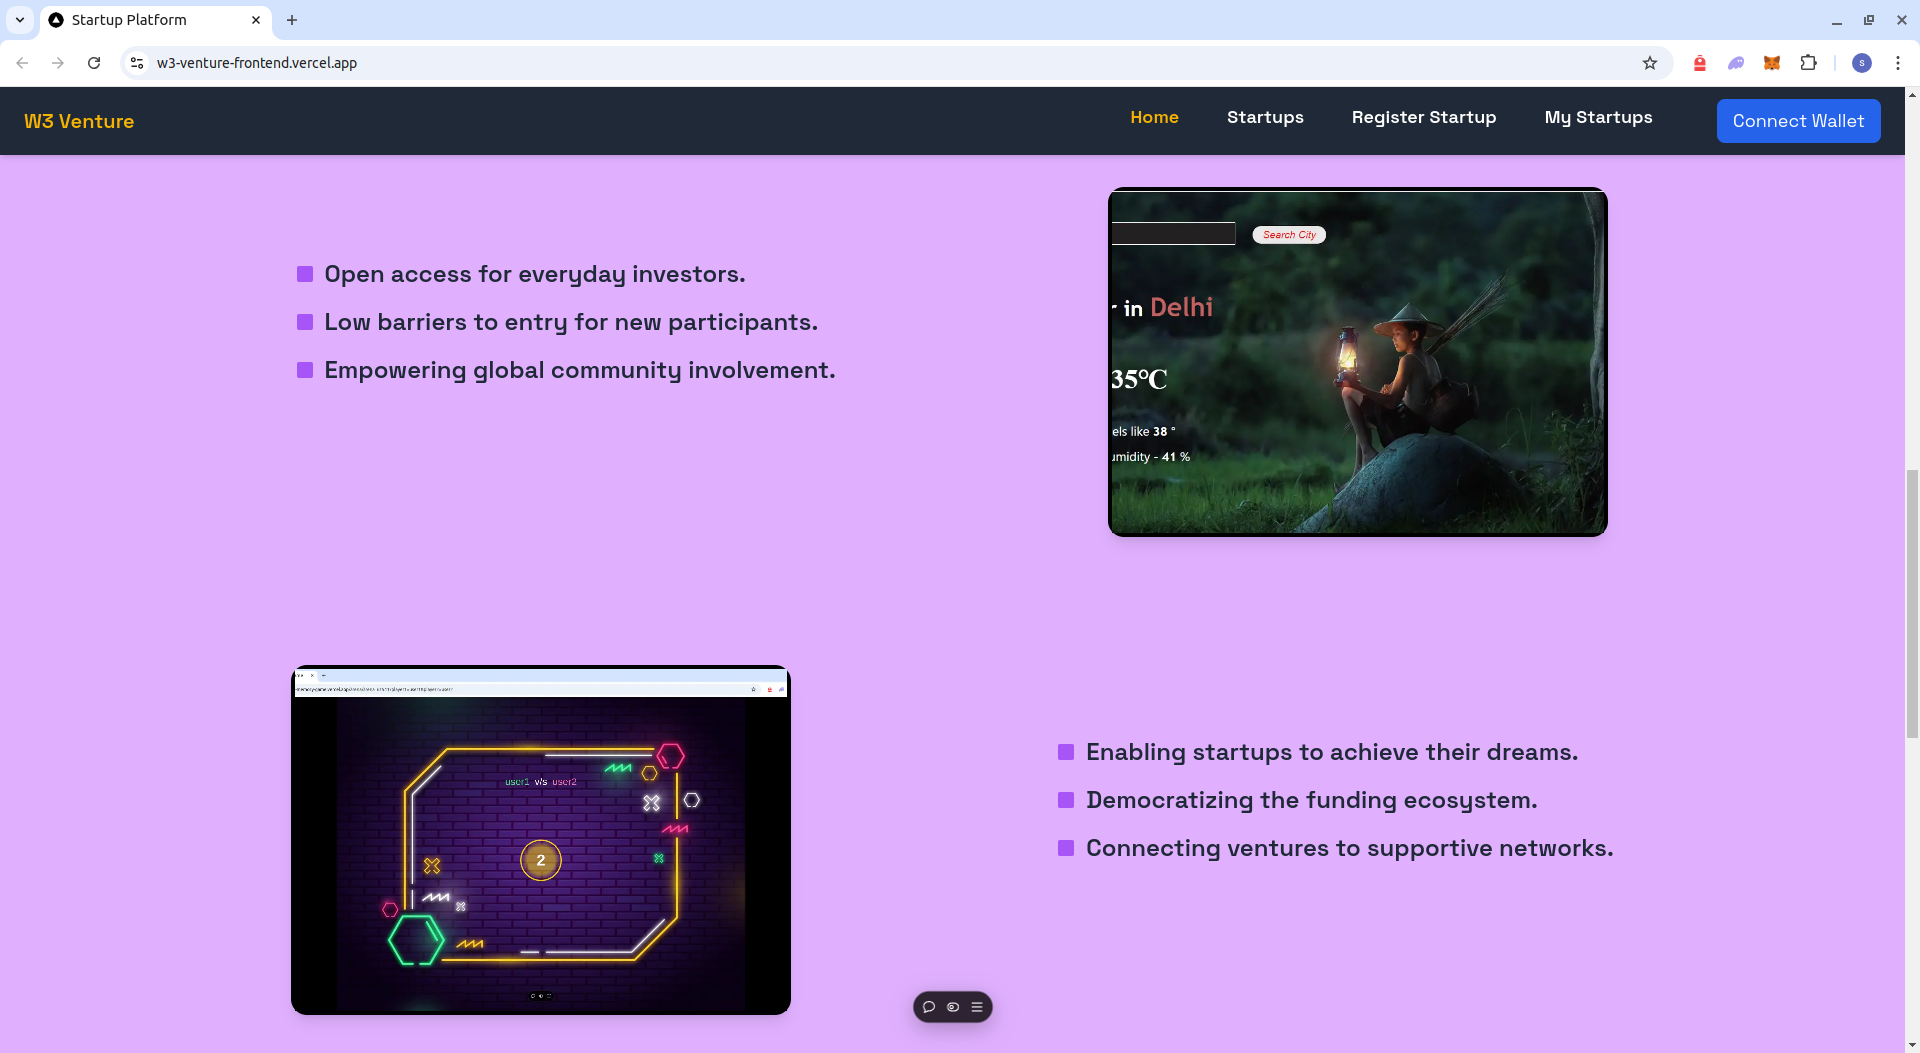 Startup Platform
w3-venture-frontend.vercel.app
S
W3 Venture
Home
Startups
Register Startup
My Startups
Connect Wallet
Open access for everyday investors.
Low barriers to entry for new participants.
Empowering global community involvement.
Search City
r in Delhi
35°C
els like 38 °
umidity - 41 %
user1 v/s user2
2
Enabling startups to achieve their dreams.
Democratizing the funding ecosystem.
Connecting ventures to supportive networks.